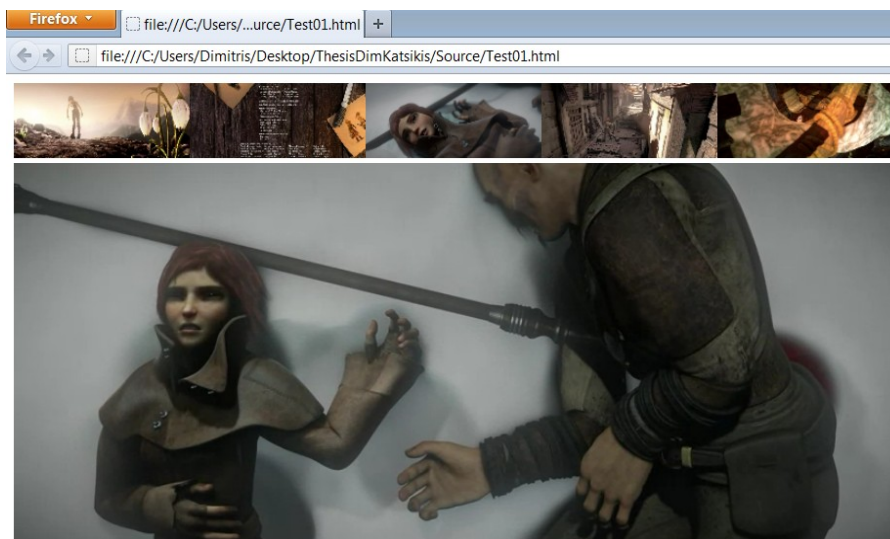 Firefox
file:///C:/Users/...urce/Test01.html +
file:///C:/Users/Dimitris/Desktop/ThesisDimKatsikis/Source/Test01.html